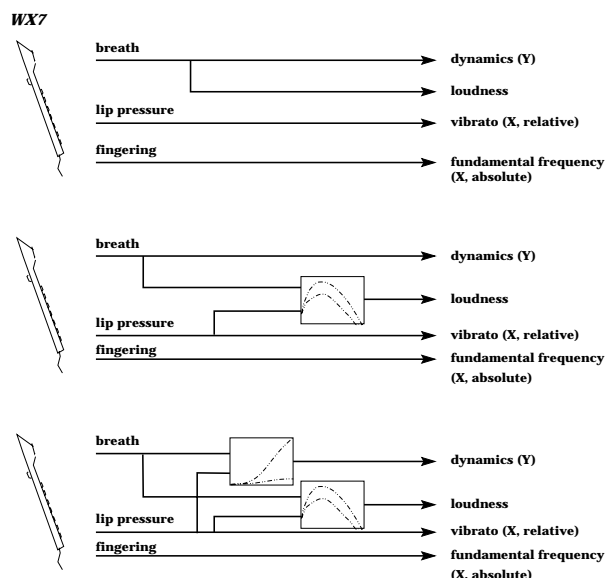 WX7
breath
dynamics (Y)
loudness
lip pressure
vibrato (X, relative)
fingering
fundamental frequency
(X, absolute)
breath
dynamics (Y)
loudness
lip pressure
vibrato (X, relative)
fingering
fundamental frequency
(X, absolute)
breath
dynamics (Y)
loudness
lip pressure
vibrato (X, relative)
fingering
fundamental frequency
(X, absolute)